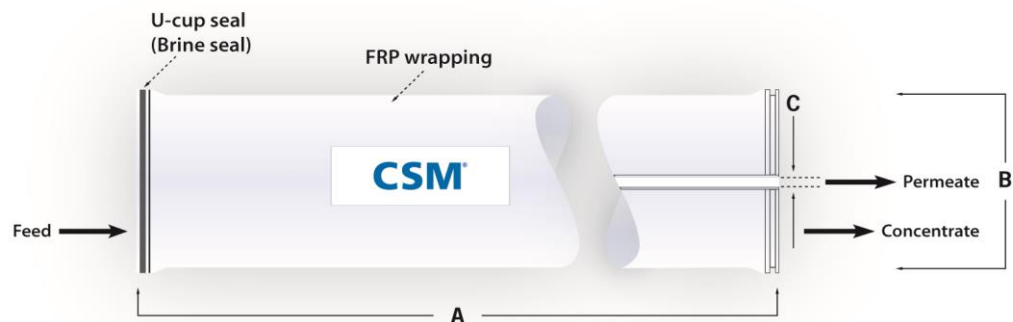 U-cup seal
(Brine seal)
FRP wrapping
C
CSM®
Permeate
B
Feed
Concentrate
A